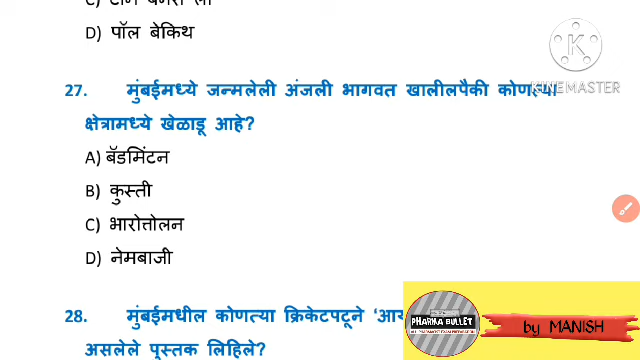 D) पॉल बेकिथ
KINEMASTER
27. मुंबईमध्ये जन्मलेली अंजली भागवत खालीलपैकी कोणत्या
क्षेत्रामध्ये खेळाडू आहे?
A) बॅडमिंटन
B) कुस्ती
C) भारोत्तोलन
D) नेमबाजी
28. मुंबईमधील कोणत्या क्रिकेटपटूने
असलेले पुस्तक लिहिले?
PHARMA BULLET
by MANISH